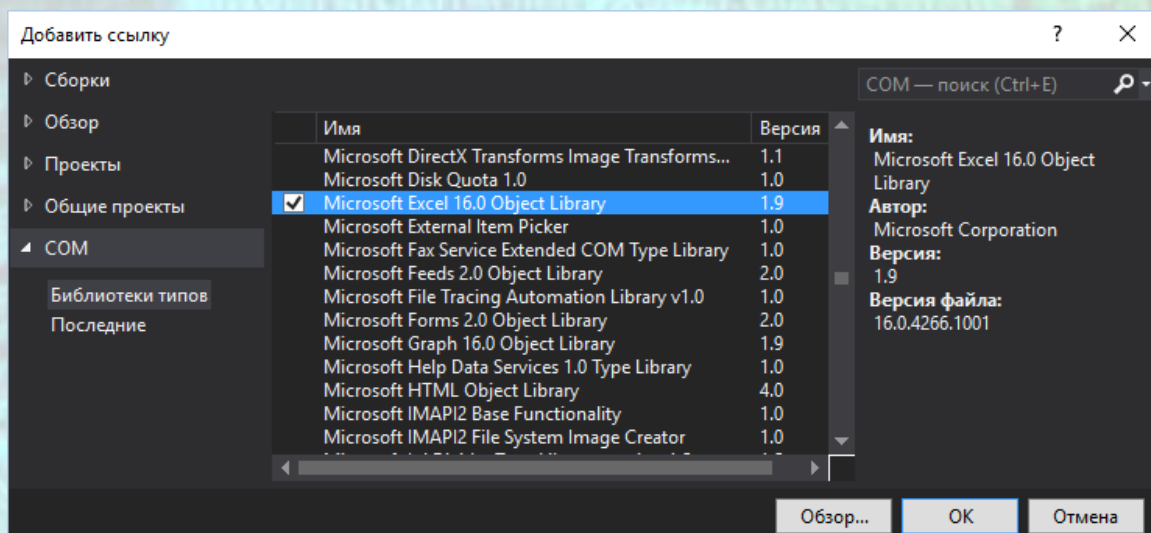 Добавить ссылку
?
Сборки
Обзор
Проекты
Общие проекты
COM
Библиотеки типов
Последние
Имя Версия
Microsoft DirectX Transforms Image Transforms... 1.1
Microsoft Disk Quota 1.0 1.0
Microsoft Excel 16.0 Object Library 1.9
Microsoft External Item Picker 1.0
Microsoft Fax Service Extended COM Type Library 1.0
Microsoft Feeds 2.0 Object Library 2.0
Microsoft File Tracing Automation Library v1.0 1.0
Microsoft Forms 2.0 Object Library 2.0
Microsoft Graph 16.0 Object Library 1.9
Microsoft Help Data Services 1.0 Type Library 1.0
Microsoft HTML Object Library 4.0
Microsoft IMAPI2 Base Functionality 1.0
Microsoft IMAPI2 File System Image Creator 1.0
COM — поиск (Ctrl+E)
Имя:
Microsoft Excel 16.0 Object
Library
Автор:
Microsoft Corporation
Версия:
1.9
Версия файла:
16.0.4266.1001
Обзор... ОК Отмена